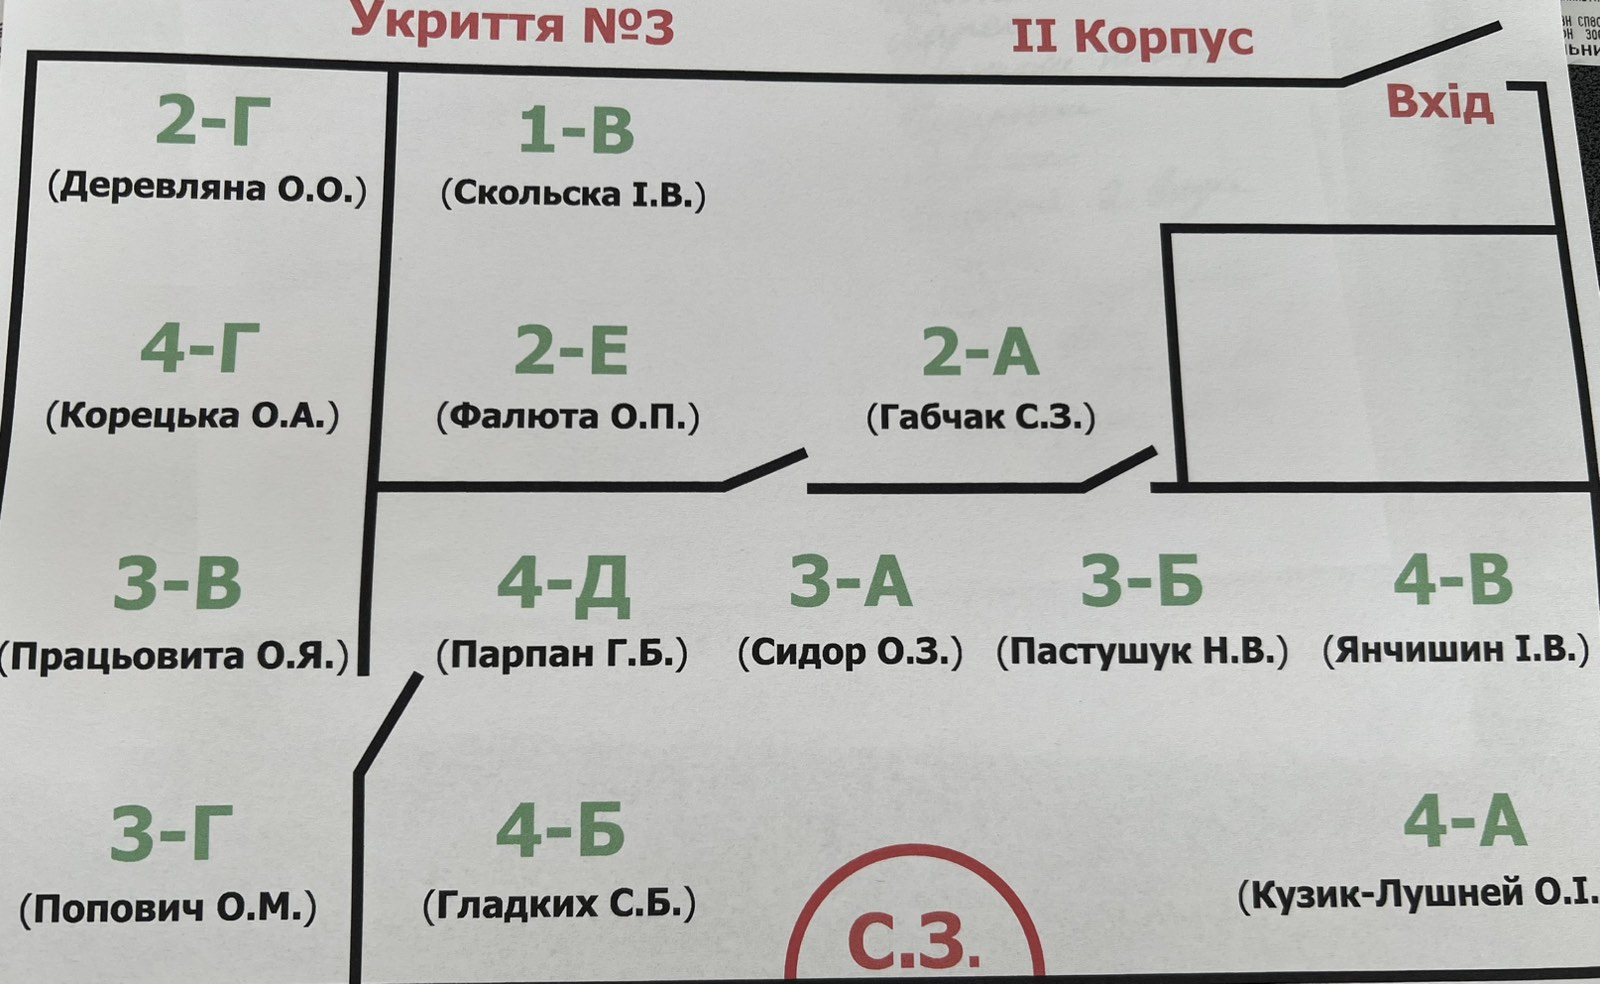 Укриття №3
ІІ Корпус
Вхід
2-Г
(Деревляна О.О.)
1-В
(Скольска І.В.)
4-Г
(Корецька О.А.)
2-Е
(Фалюта О.П.)
2-А
(Габчак С.З.)
3-В
(Працьовита О.Я.)
4-Д
(Парпан Г.Б.)
3-А
(Сидор О.З.)
3-Б
(Пастушук Н.В.)
4-В
(Янчишин І.В.)
3-Г
(Попович О.М.)
4-Б
(Гладких С.Б.)
С.З.
4-А
(Кузик-Лушней О.І.